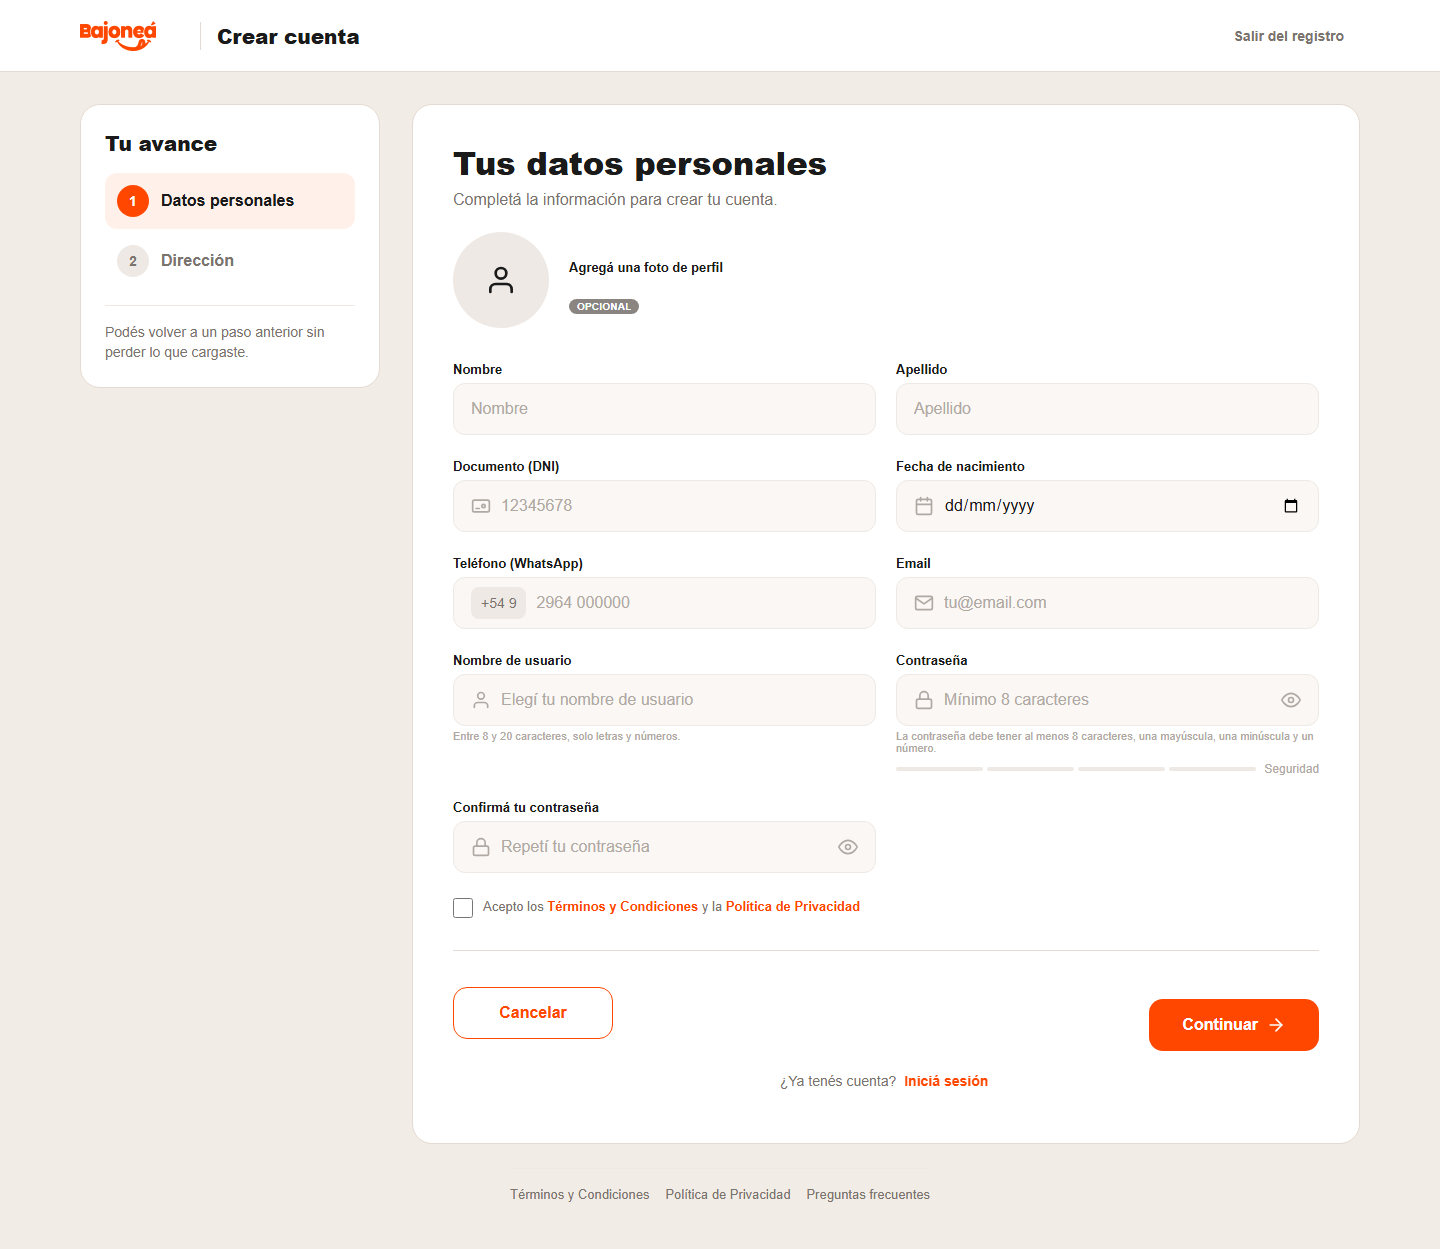 Bajoneá
Crear cuenta
Salir del registro
Tu avance
1 Datos personales
2 Dirección
Podés volver a un paso anterior sin
perder lo que cargaste.
Tus datos personales
Completá la información para crear tu cuenta.
Agregá una foto de perfil
OPCIONAL
Nombre
Nombre
Apellido
Apellido
Documento (DNI)
12345678
Fecha de nacimiento
dd/mm/yyyy
Teléfono (WhatsApp)
+54 9 2964 000000
Email
tu@email.com
Nombre de usuario
Elegí tu nombre de usuario
Entre 8 y 20 caracteres, solo letras y números.
Contraseña
Mínimo 8 caracteres
La contraseña debe tener al menos 8 caracteres, una mayúscula, una minúscula y un
número.
Seguridad
Confirmá tu contraseña
Repetí tu contraseña
Acepto los Términos y Condiciones y la Política de Privacidad
Cancelar
Continuar
¿Ya tenés cuenta? Iniciá sesión
Términos y Condiciones Política de Privacidad Preguntas frecuentes